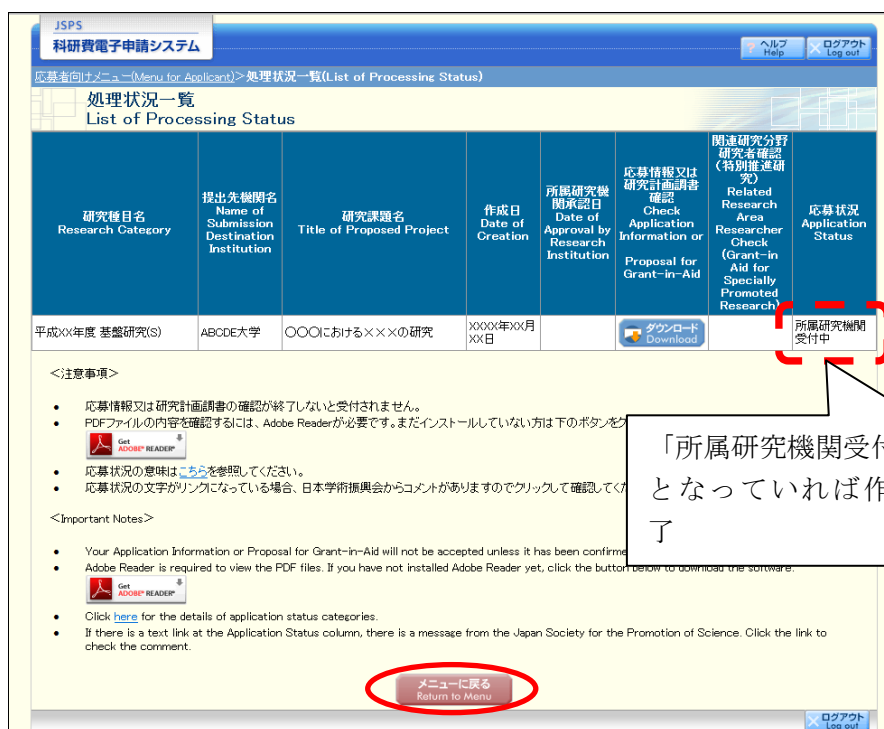 JSPS
科研費電子申請システム
ヘルプ
Help
ログアウト
Log out
応募者向けメニュー(Menu for Applicant)>処理状況一覧(List of Processing Status)
処理状況一覧
List of Processing Status
研究種目名
Research Category
提出先機関名
Name of
Submission
Destination
Institution
研究課題名
Title of Proposed Project
作成日
Date of
Creation
所属研究機
関承認日
Date of
Approval by
Research
Institution
応募情報又は
研究計画調書
確認
Check
Application
Information or
Proposal for
Grant-in-Aid
関連研究分野
研究者確認
(特別推進研
究)
Related
Research
Area
Researcher
Check
(Grant-in
Aid for
Specially
Promoted
Research)
応募状況
Application
Status
平成XX年度 基盤研究(S)
ABCDE大学
〇〇〇における×××の研究
XXXX年XX月
XX日
ダウンロード
Download
所属研究機関
受付中
<注意事項>
• 応募情報又は研究計画調書の確認が終了しないと受付されません。
• PDFファイルの内容を確認するには、Adobe Readerが必要です。まだインストールしていない方は下のボタンを
Get
ADOBE® READER®
• 応募状況の意味はこちらを参照してください。
• 応募状況の文字がリンクになっている場合、日本学術振興会からコメントがありますのでクリックして確認してく
「所属研究機関受付
となっていれば作
了
<Important Notes>
• Your Application Information or Proposal for Grant-in-Aid will not be accepted unless it has been confirme
• Adobe Reader is required to view the PDF files. If you have not installed Adobe Reader yet, click the button below to download the software.
Get
ADOBE® READER®
• Click here for the details of application status categories.
• If there is a text link at the Application Status column, there is a message from the Japan Society for the Promotion of Science. Click the link to
check the comment.
メニューに戻る
Return to Menu
ログアウト
Log out